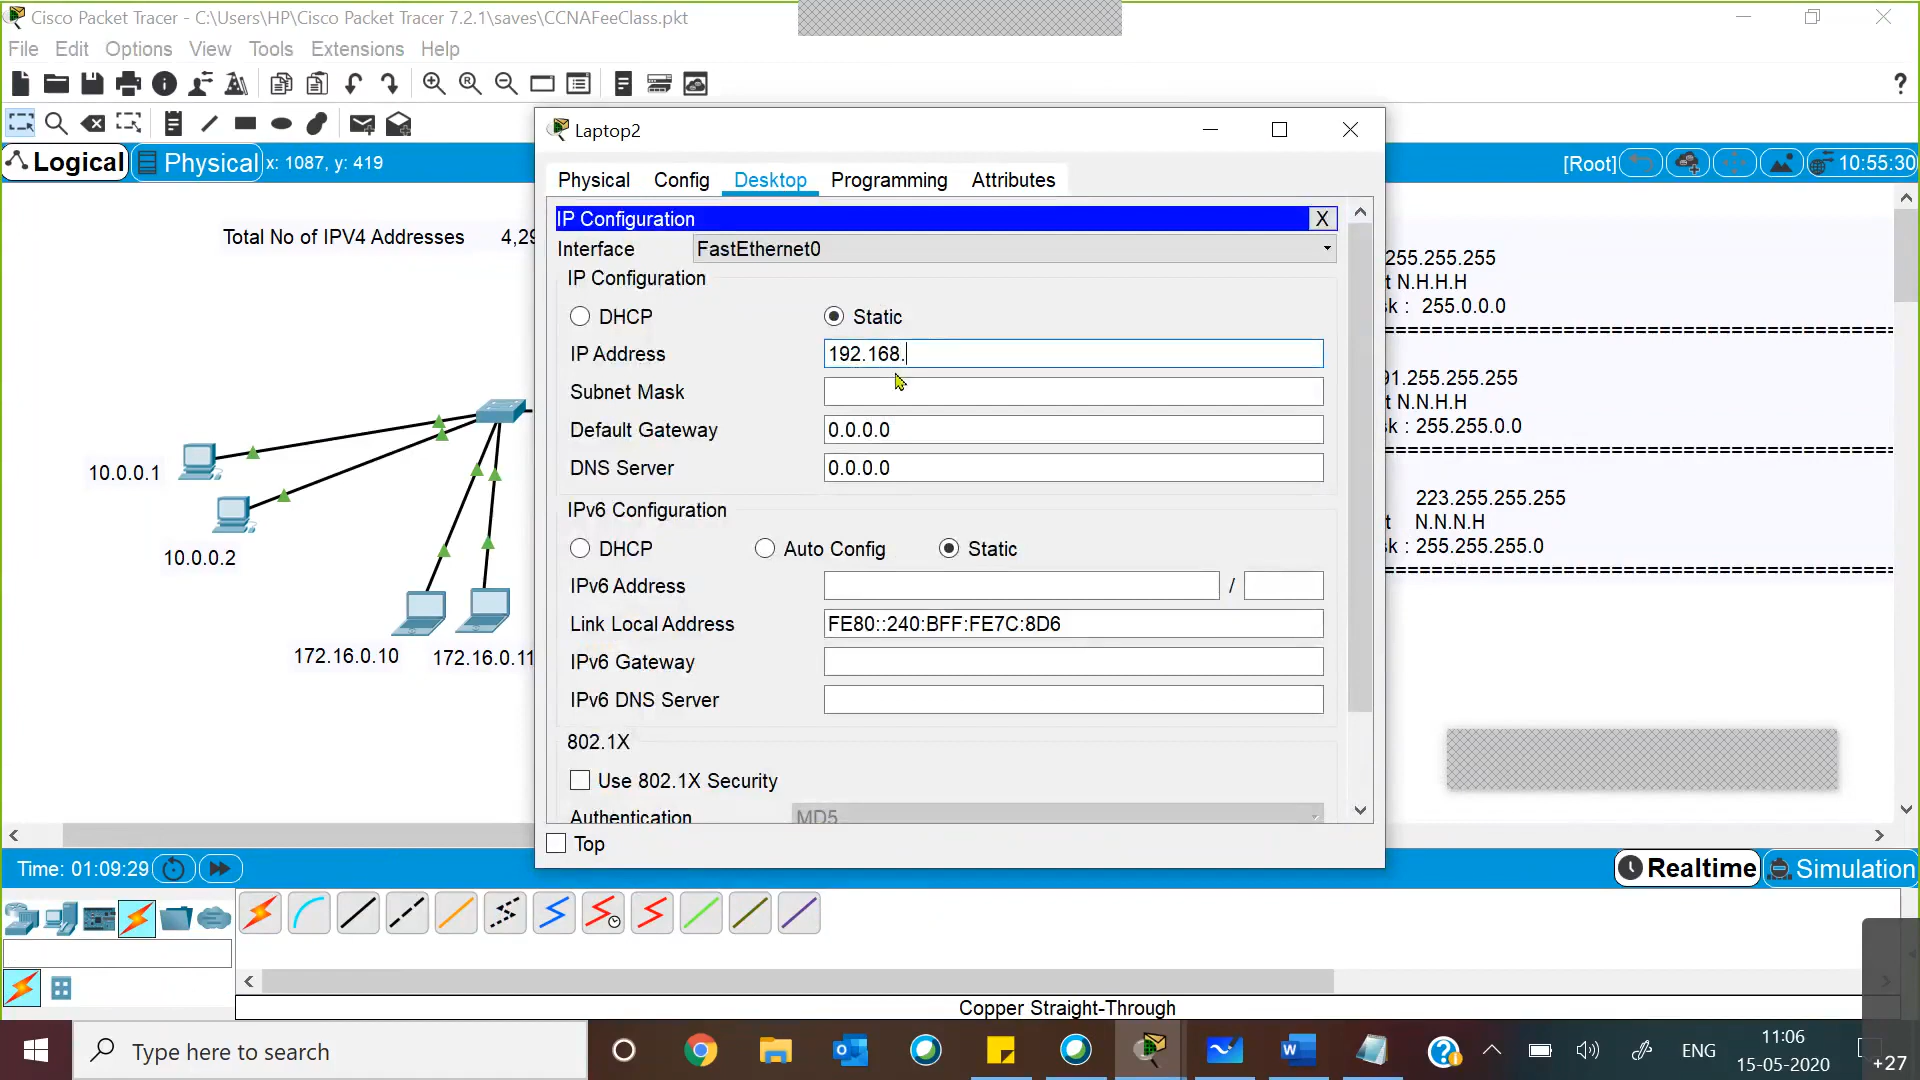 Cisco Packet Tracer - C:\Users\HP\Cisco Packet Tracer 7.2.1\saves\CCNAFeeClass.pkt
File Edit Options View Tools Extensions Help
?
Logical Physical x: 1087, y: 419
[Root] 10:55:30
Total No of IPV4 Addresses 4,29
10.0.0.1
10.0.0.2
172.16.0.10 172.16.0.11
Laptop2
Physical Config Desktop Programming Attributes
IP Configuration X
Interface FastEthernet0
IP Configuration
DHCP Static
IP Address 192.168.
Subnet Mask
Default Gateway 0.0.0.0
DNS Server 0.0.0.0
IPv6 Configuration
DHCP Auto Config Static
IPv6 Address /
Link Local Address FE80::240:BFF:FE7C:8D6
IPv6 Gateway
IPv6 DNS Server
802.1X
Use 802.1X Security
Authentication MD5
Top
255.255.255
t N.H.H.H
sk : 255.0.0.0
==================================================
91.255.255.255
t N.N.H.H
sk : 255.255.0.0
==================================================
223.255.255.255
t N.N.N.H
sk : 255.255.255.0
==================================================
Time: 01:09:29
Realtime Simulation
Copper Straight-Through
Type here to search
ENG
11:06
15-05-2020
+27